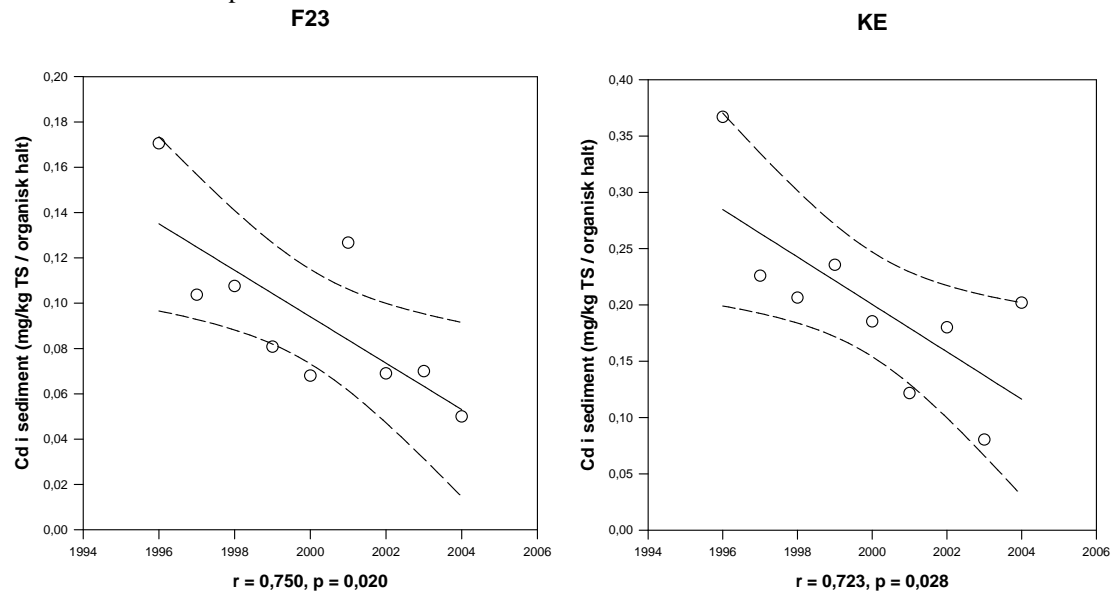 F23
KE
0,20
0,18
0,16
0,14
0,12
0,10
0,08
0,06
0,04
0,02
0,00
Cd i sediment (mg/kg TS / organisk halt)
1994 1996 1998 2000 2002 2004 2006
r = 0,750, p = 0,020
0,40
0,35
0,30
0,25
0,20
0,15
0,10
0,05
0,00
Cd i sediment (mg/kg TS / organisk halt)
1994 1996 1998 2000 2002 2004 2006
r = 0,723, p = 0,028